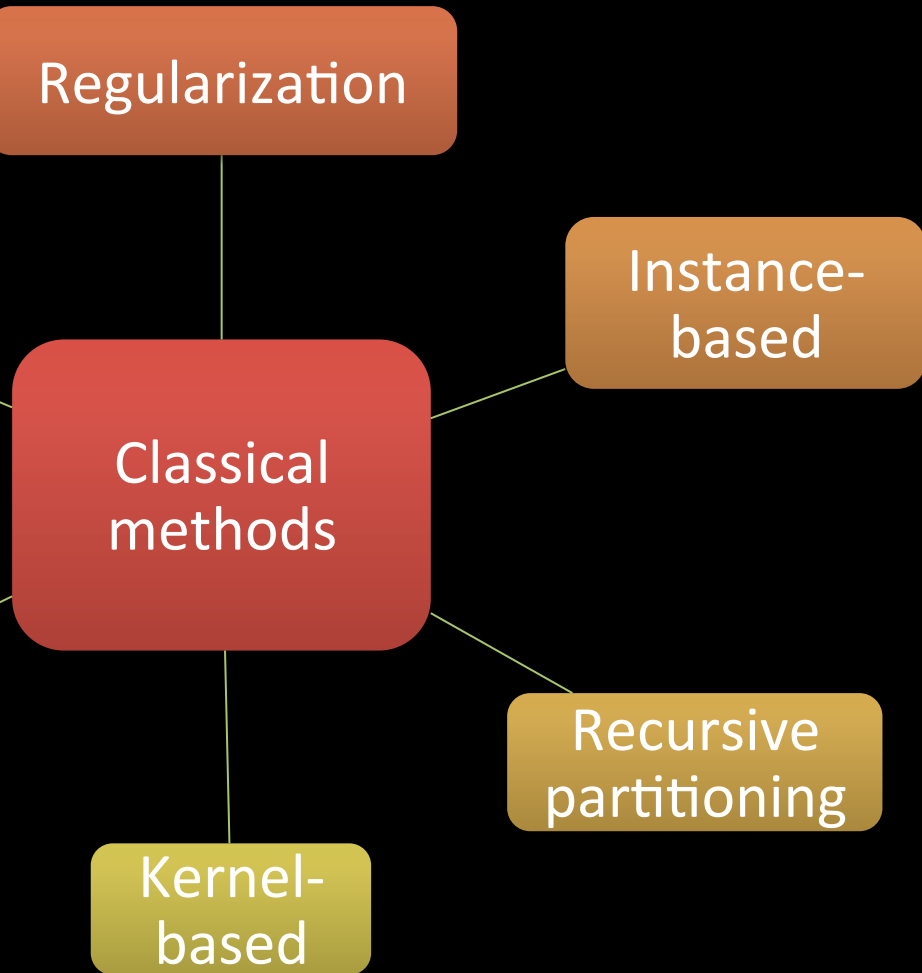 Regularization
Instance-
based
Classical
methods
Recursive
partitioning
Kernel-
based